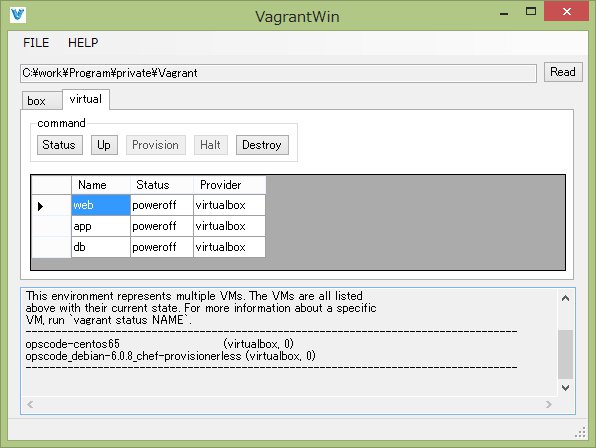 VagrantWin
FILE HELP
C:¥work¥Program¥private¥Vagrant Read
box virtual
command
Status Up Provision Halt Destroy
Name Status Provider
web poweroff virtualbox
app poweroff virtualbox
db poweroff virtualbox
This environment represents multiple VMs. The VMs are all listed
above with their current state. For more information about a specific
VM, run `vagrant status NAME`.
--------------------------------------------------------------------------------
opscode-centos65 (virtualbox, 0)
opscode_debian-6.0.8_chef-provisionerless (virtualbox, 0)
--------------------------------------------------------------------------------